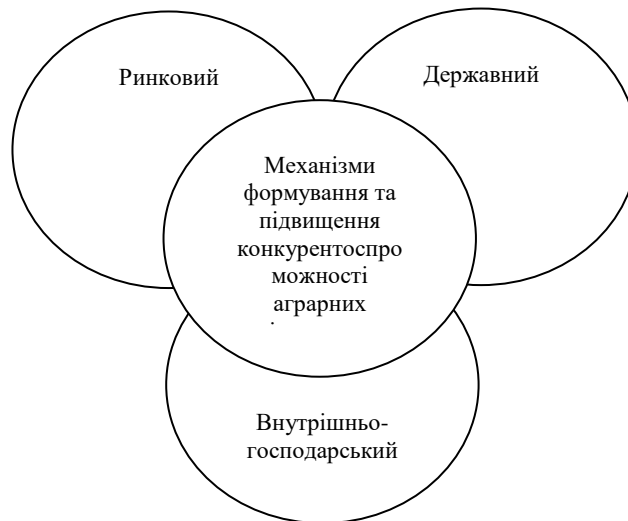 Ринковий
Державний
Механізми
формування та
підвищення
конкурентоспро
можності
аграрних
Внутрішньо-
господарський